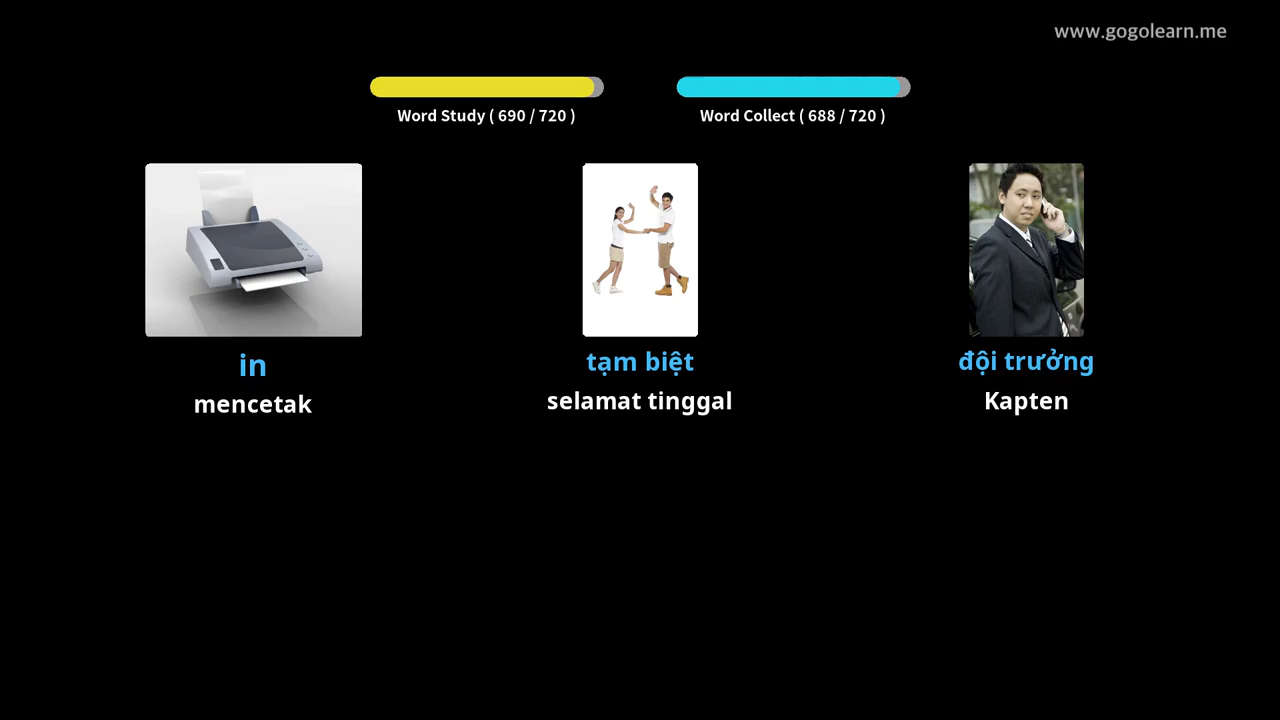 www.gogolearn.me
Word Study ( 690 / 720 )
Word Collect ( 688 / 720 )
in
tạm biệt
đội trưởng
mencetak
selamat tinggal
Kapten